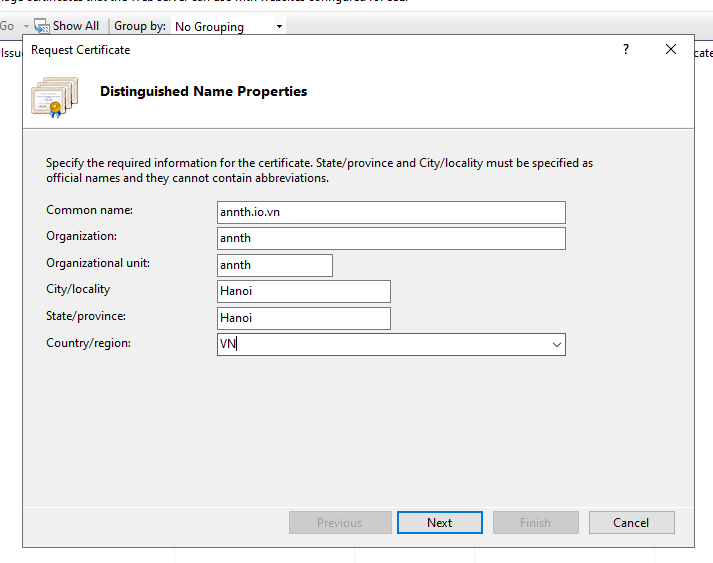 Go Show All Group by: No Grouping
Issue
Request Certificate ?
Distinguished Name Properties
Specify the required information for the certificate. State/province and City/locality must be specified as
official names and they cannot contain abbreviations.
Common name: annth.io.vn
Organization: annth
Organizational unit: annth
City/locality Hanoi
State/province: Hanoi
Country/region: VN
Previous Next Finish Cancel